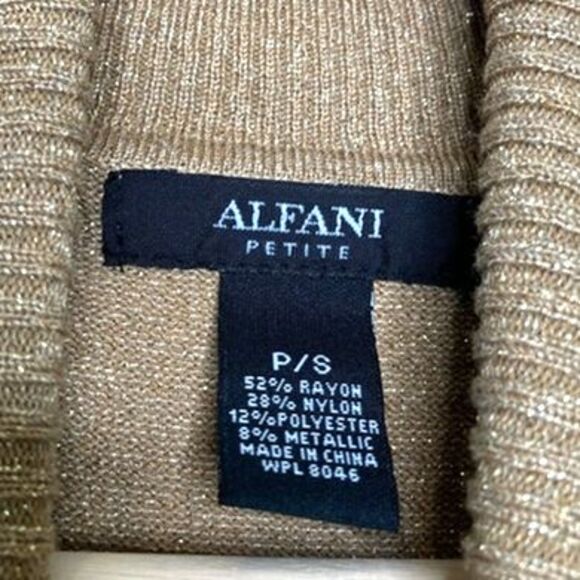 ALFANI
PETITE
P/S
52% RAYON
28% NYLON
12%POLYESTER
8% METALLIC
MADE IN CHINA
WPL 8046